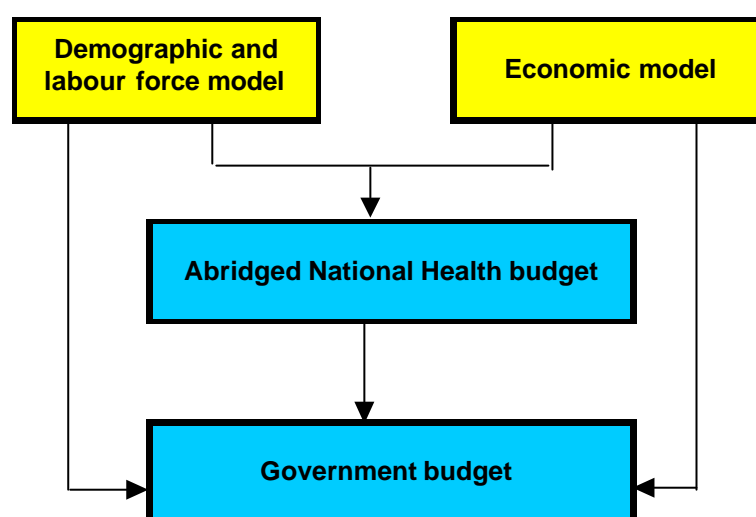 Demographic and
labour force model
Economic model
Abridged National Health budget
Government budget